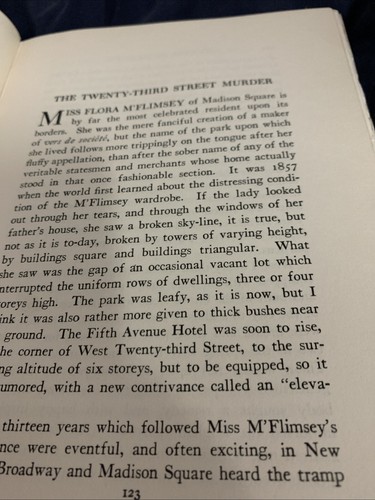 THE TWENTY-THIRD STREET MURDER
MISS FLORA M'FLIMSEY of Madison Square is
by far the most celebrated resident upon its
borders. She was the mere fanciful creation of a maker
of vers de société, but the name of the park upon which
she lived follows more trippingly on the tongue after her
fluffy appellation, than after the sober name of any of the
veritable statesmen and merchants whose home actually
stood in that once fashionable section. It was 1857
when the world first learned about the distressing condi-
tion of the M'Flimsey wardrobe. If the lady looked
out through her tears, and through the windows of her
father's house, she saw a broken sky-line, it is true, but
not as it is to-day, broken by towers of varying height,
by buildings square and buildings triangular. What
she saw was the gap of an occasional vacant lot which
nterrupted the uniform rows of dwellings, three or four
toreys high. The park was leafy, as it is now, but I
ink it was also rather more given to thick bushes near
ground. The Fifth Avenue Hotel was soon to rise,
he corner of West Twenty-third Street, to the sur-
ng altitude of six storeys, but to be equipped, so it
umored, with a new contrivance called an "eleva-
thirteen years which followed Miss M'Flimsey's
nce were eventful, and often exciting, in New
Broadway and Madison Square heard the tramp
123